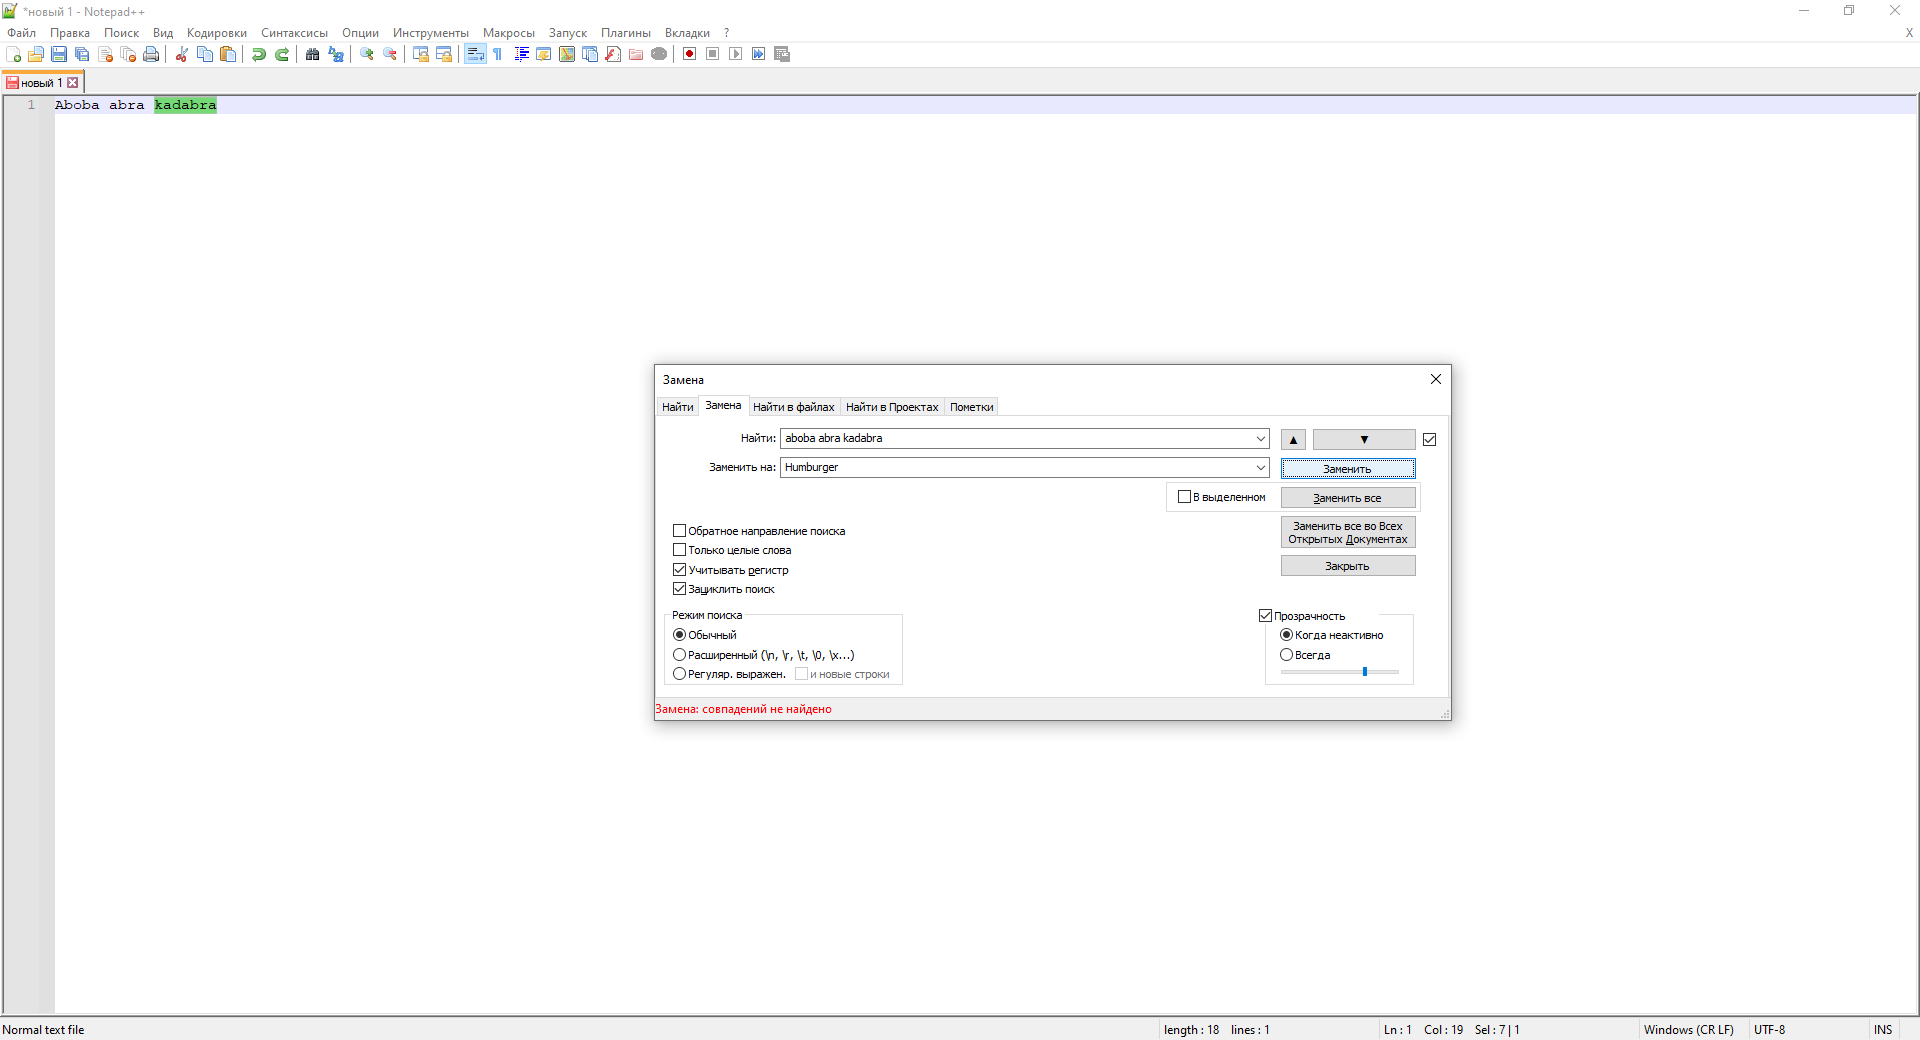 *новый 1 - Notepad++
Файл Правка Поиск Вид Кодировки Синтаксисы Опции Инструменты Макросы Запуск Плагины Вкладки ? X
новый 1
1 Aboba abra kadabra
Замена
Найти Замена Найти в файлах Найти в Проектах Пометки
Найти: aboba abra kadabra ▲ ▼
Заменить на: Humburger Заменить
В выделенном Заменить все
Заменить все во Всех
Открытых Документах
Обратное направление поиска
Только целые слова
Учитывать регистр Закрыть
Зациклить поиск
Режим поиска Прозрачность
Обычный Когда неактивно
Расширенный (\n, \r, \t, \0, \x...) Всегда
Регуляр. выражен. и новые строки
Замена: совпадений не найдено
Normal text file length : 18 lines : 1 Ln : 1 Col : 19 Sel : 7 | 1 Windows (CR LF) UTF-8 INS